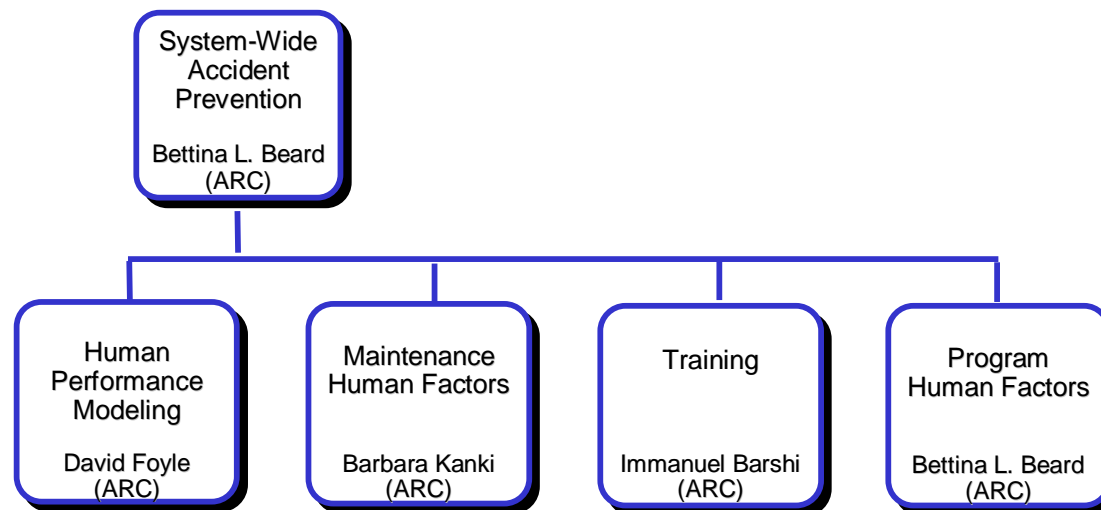 System-Wide
Accident
Prevention
Bettina L. Beard
(ARC)
Human
Performance
Modeling
David Foyle
(ARC)
Maintenance
Human Factors
Barbara Kanki
(ARC)
Training
Immanuel Barshi
(ARC)
Program
Human Factors
Bettina L. Beard
(ARC)